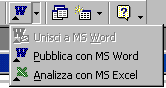 Unisci a MS Word
Pubblica con MS Word
Analizza con MS Excel